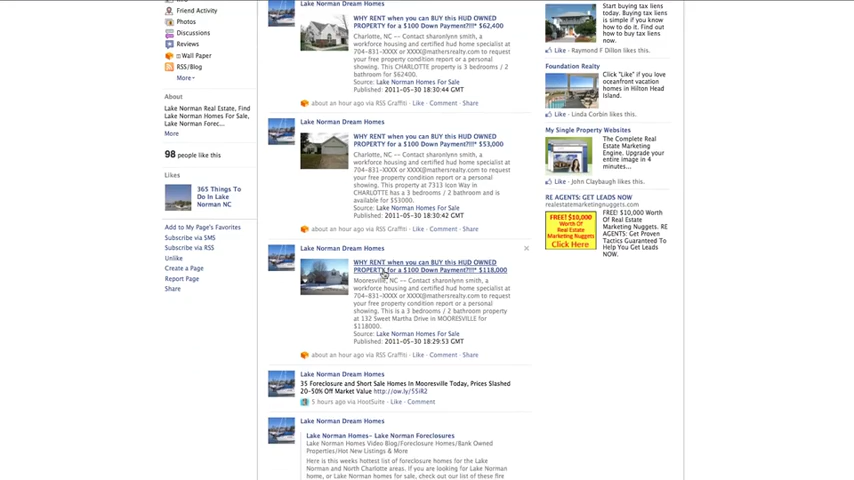 Friend Activity
Photos
Discussions
Reviews
Wall Paper
RSS/Blog
More
About
Lake Norman Real Estate, Find
Lake Norman Homes For Sale,
Lake Norman Forec...
More
98 people like this
Likes
365 Things To
Do In Lake
Norman NC
Add to My Page's Favorites
Subscribe via SMS
Subscribe via RSS
Unlike
Create a Page
Report Page
Share
Lake Norman Dream Homes
WHY RENT when you can BUY this HUD OWNED
PROPERTY for a $100 Down Payment?!!!* $62,400
Charlotte, NC -- Contact sharonlynn smith, a
workforce housing and certified hud home specialist at
704-831-XXXX or XXXX@mathersrealty.com to request
your free property condition report or a personal
showing. This CHARLOTTE property is 3 bedrooms / 2
bathroom for $62400.
Source: Lake Norman Homes For Sale
Published: 2011-05-30 18:30:44 GMT
about an hour ago via RSS Graffiti · Like · Comment · Share
Lake Norman Dream Homes
WHY RENT when you can BUY this HUD OWNED
PROPERTY for a $100 Down Payment?!!!* $53,000
Charlotte, NC -- Contact sharonlynn smith, a
workforce housing and certified hud home specialist at
704-831-XXXX or XXXX@mathersrealty.com to request
your free property condition report or a personal
showing. This property at 7313 Icon Way in
CHARLOTTE has a 3 bedrooms / 2 bathroom and is
available for $53000.
Source: Lake Norman Homes For Sale
Published: 2011-05-30 18:30:42 GMT
about an hour ago via RSS Graffiti · Like · Comment · Share
Lake Norman Dream Homes
WHY RENT when you can BUY this HUD OWNED
PROPERTY for a $100 Down Payment?!!!* $118,000
Mooresville, NC -- Contact sharonlynn smith, a
workforce housing and certified hud home specialist at
704-831-XXXX or XXXX@mathersrealty.com to request
your free property condition report or a personal
showing. This is a 3 bedrooms / 2 bathroom property
at 132 Sweet Martha Drive in MOORESVILLE for
$118000.
Source: Lake Norman Homes For Sale
Published: 2011-05-30 18:29:53 GMT
about an hour ago via RSS Graffiti · Like · Comment · Share
Lake Norman Dream Homes
35 Foreclosure and Short Sale Homes In Mooresville Today, Prices Slashed
20-50% Off Market Value http://ow.ly/55iR2
5 hours ago via HootSuite · Like · Comment
Lake Norman Dream Homes
Lake Norman Homes- Lake Norman Foreclosures
Lake Norman Homes Video Blog/Foreclosure Homes/Bank Owned
Properties/Hot New Listings & More
Here is this weeks hottest list of foreclosure homes for the Lake
Norman and North Charlotte areas. If you are looking for Lake Norman
home, or Lake Norman homes for sale, check out our list of these fire
Start buying tax liens
today. Buying tax liens
is simple if you know
how to do it. Find out
how to buy tax liens
now.
Like · Raymond F Dillon likes this.
Foundation Realty
Click "Like" if you love
oceanfront vacation
homes in Hilton Head
Island.
Like · Linda Corbin likes this.
My Single Property Websites
The Complete Real
Estate Marketing
Engine. Upgrade your
entire image in 4
minutes...
Like · John Claybaugh likes this.
RE AGENTS: GET LEADS NOW
realestatemarketingnuggets.com
FREE! $10,000
Worth Of
Real Estate
Marketing Nuggets
Click Here
FREE! $10,000 Worth
Of Real Estate
Marketing Nuggets. RE
AGENTS: Get Proven
Tactics Guaranteed To
Help You Get Leads
NOW.